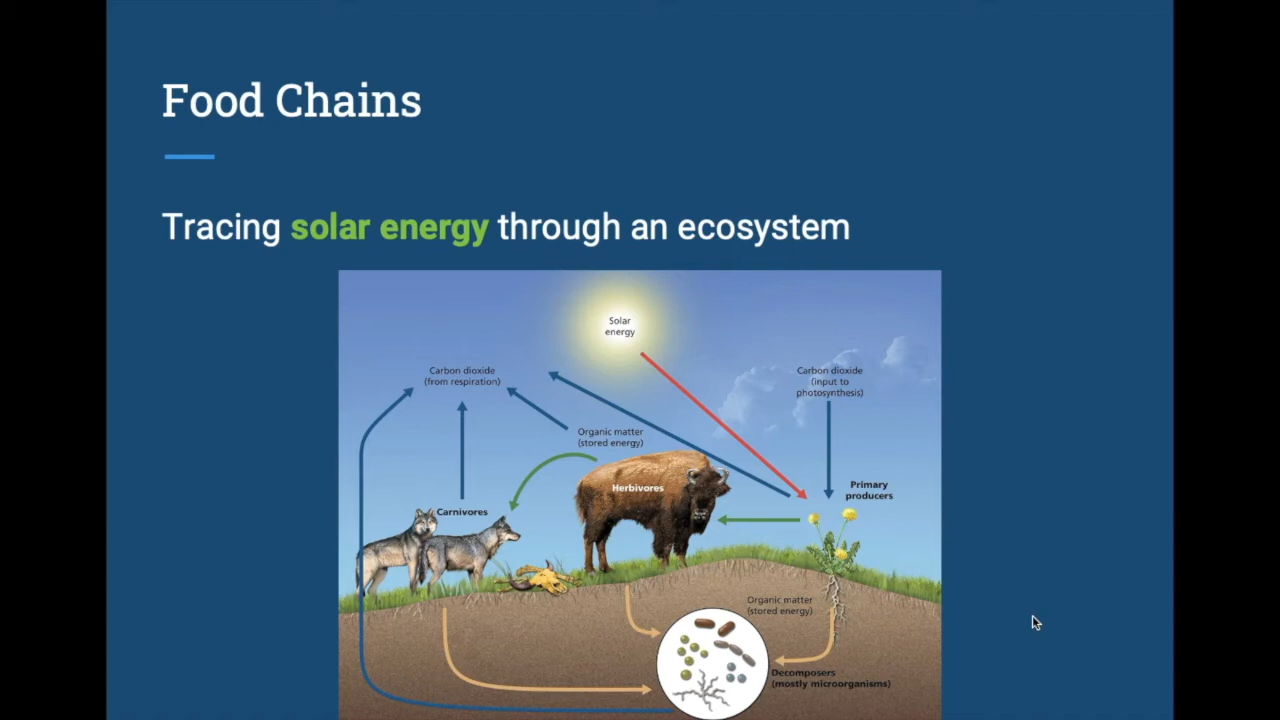 Food Chains
Tracing solar energy through an ecosystem
Solar
energy
Carbon dioxide
(from respiration)
Carbon dioxide
(input to
photosynthesis)
Organic matter
(stored energy)
Herbivores
Primary
producers
Carnivores
Organic matter
(stored energy)
Decomposers
(mostly microorganisms)